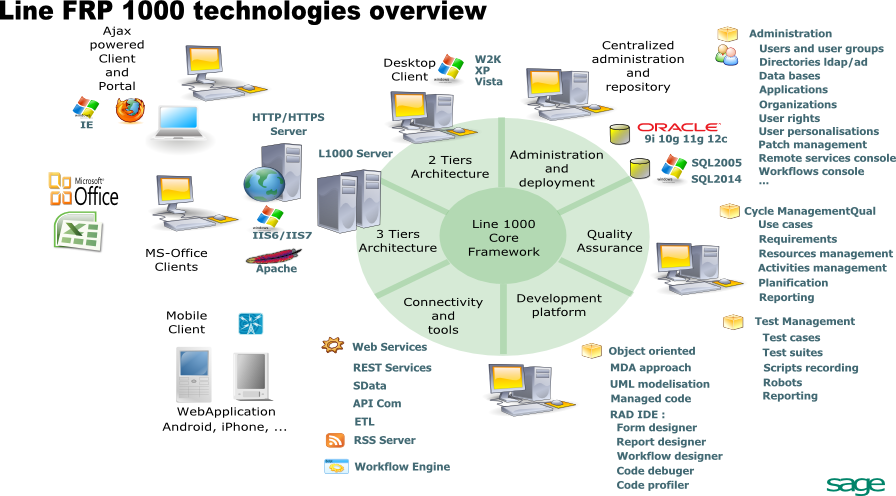 Line FRP 1000 technologies overview
Ajax
powered
Client
and
Portal
IE
HTTP/HTTPS
Server
L1000 Server
Desktop
Client
W2K
XP
Vista
Centralized
administration
and
repository
ORACLE
9i 10g 11g 12c
SQL2005
SQL2014
Administration
Users and user groups
Directories ldap/ad
Data bases
Applications
Organizations
User rights
User personalisations
Patch management
Remote services console
Workflows console
...
Microsoft
Office
MS-Office
Clients
IIS6/IIS7
Apache
2 Tiers
Architecture
Administration
and
deployment
3 Tiers
Architecture
Line 1000
Core
Framework
Quality
Assurance
Connectivity
and
tools
Development
platform
Cycle ManagementQual
Use cases
Requirements
Resources management
Activities management
Planification
Reporting
Test Management
Test cases
Test suites
Scripts recording
Robots
Reporting
Mobile
Client
WebApplication
Android, iPhone, ...
Web Services
REST Services
SData
API Com
ETL
RSS Server
Workflow Engine
Object oriented
MDA approach
UML modelisation
Managed code
RAD IDE :
Form designer
Report designer
Workflow designer
Code debuger
Code profiler
sage